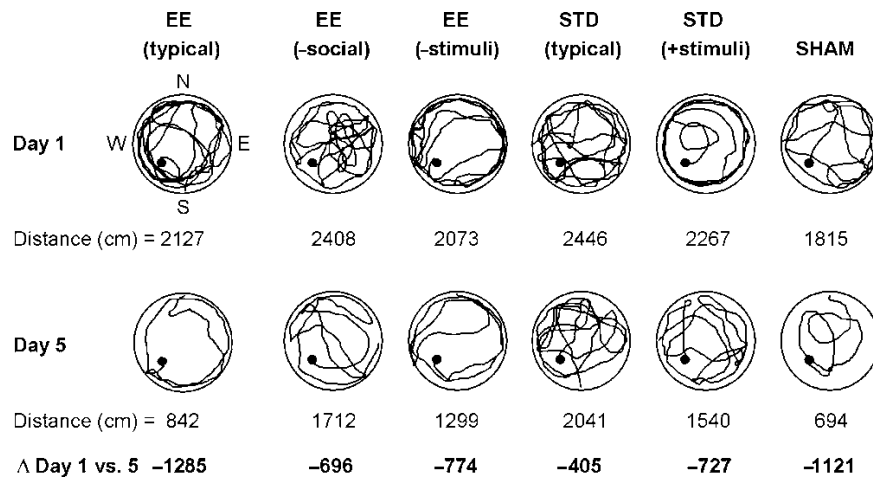 EE EE EE STD STD
(typical) (–social) (–stimuli) (typical) (+stimuli) SHAM
N
Day 1 W E
S
Distance (cm) = 2127 2408 2073 2446 2267 1815
Day 5
Distance (cm) = 842 1712 1299 2041 1540 694
Λ Day 1 vs. 5 –1285 –696 –774 –405 –727 –1121